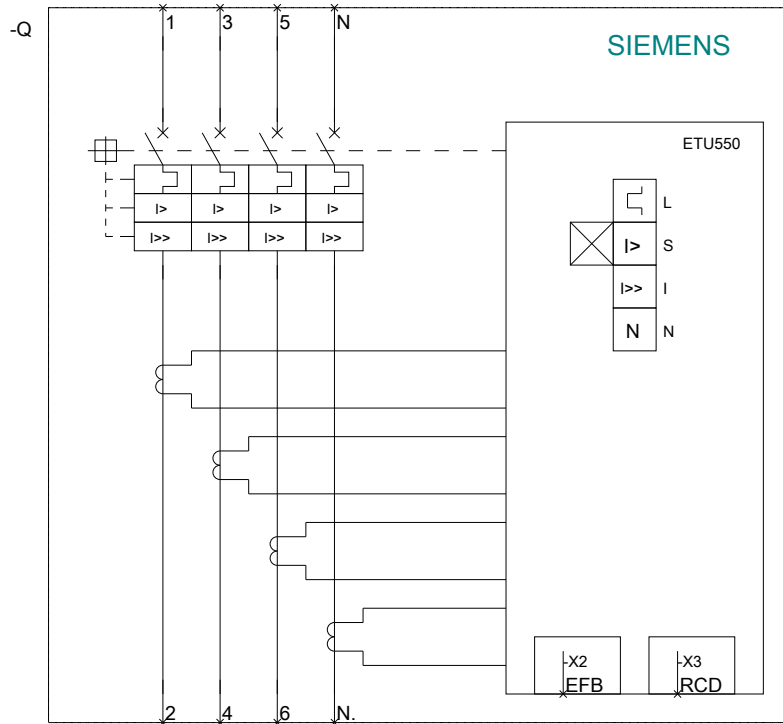 -Q
1 3 5 N
SIEMENS
ETU550
L
I> I> I> I>
I>> I>> I>> I>>
I> S
I>> I
N N
-X2
EFB
-X3
RCD
2 4 6 N.